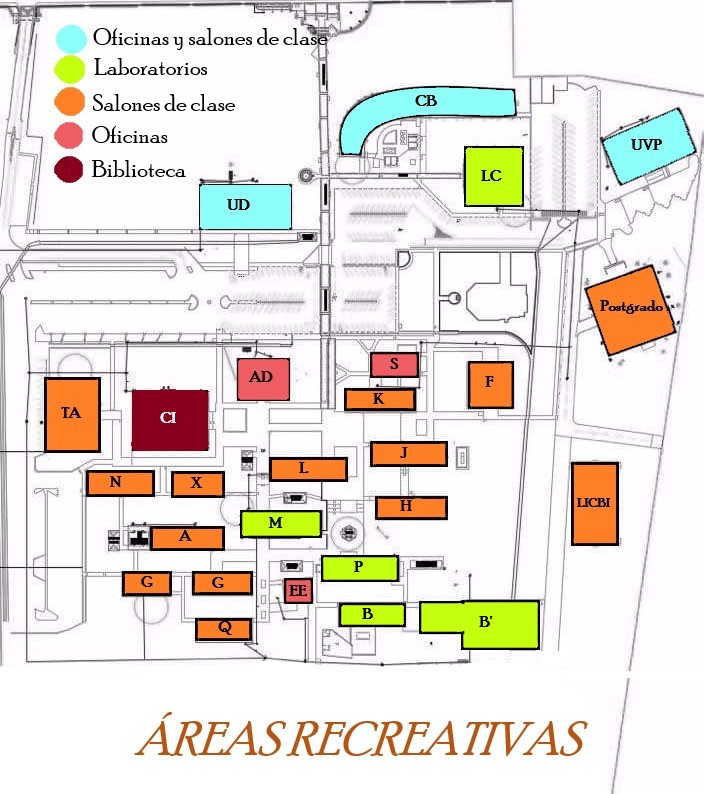 Oficinas y salones de clase
Laboratorios
Salones de clase
Oficinas
Biblioteca
CB
UVP
LC
UD
Postgrado
S
AD
F
K
TA
CI
J
L
N
X
LICBI
H
M
A
P
G
G
EE
B
B'
Q
ÁREAS RECREATIVAS